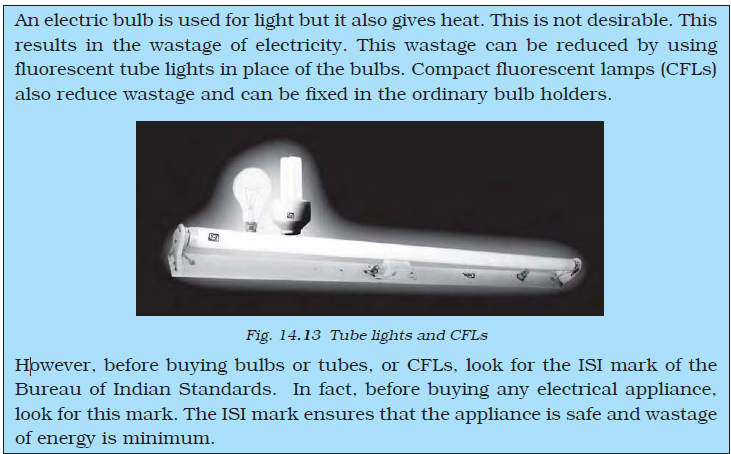 An electric bulb is used for light but it also gives heat. This is not desirable. This
results in the wastage of electricity. This wastage can be reduced by using
fluorescent tube lights in place of the bulbs. Compact fluorescent lamps (CFLs)
also reduce wastage and can be fixed in the ordinary bulb holders.
Fig. 14.13 Tube lights and CFLs
However, before buying bulbs or tubes, or CFLs, look for the ISI mark of the
Bureau of Indian Standards. In fact, before buying any electrical appliance,
look for this mark. The ISI mark ensures that the appliance is safe and wastage
of energy is minimum.